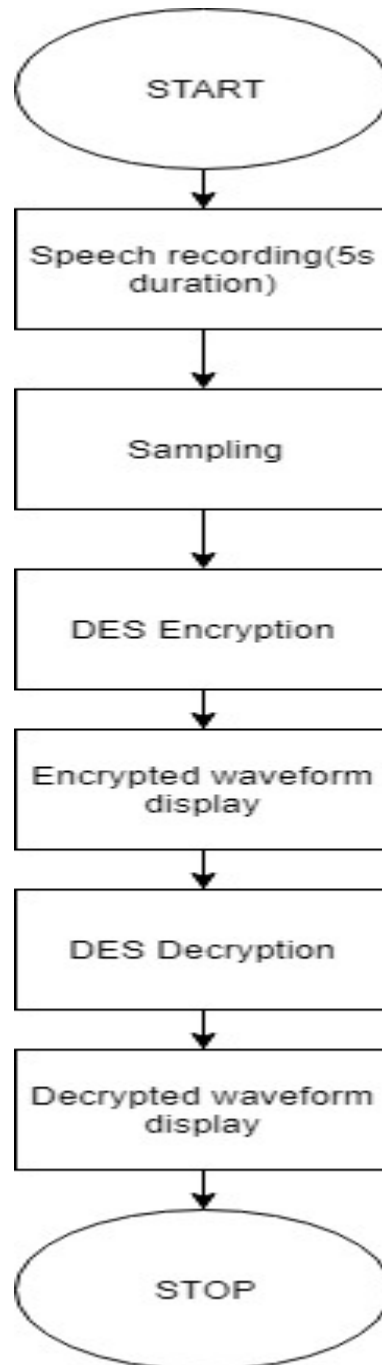 START
Speech recording(5s
duration)
Sampling
DES Encryption
Encrypted waveform
display
DES Decryption
Decrypted waveform
display
STOP